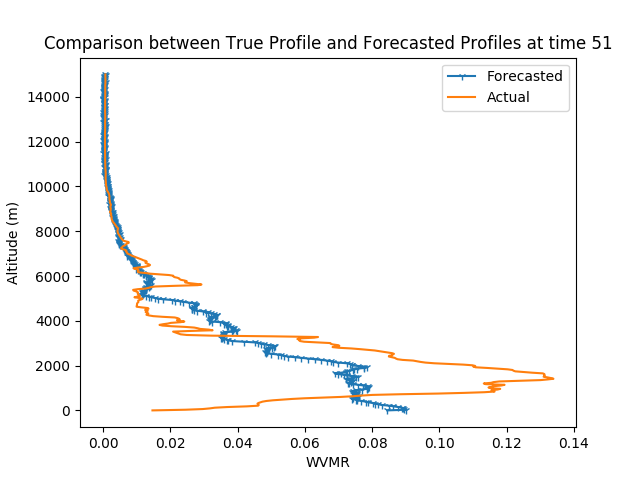 Comparison between True Profile and Forecasted Profiles at time 51
Forecasted
Actual
Altitude (m)
14000
12000
10000
8000
6000
4000
2000
0
0.00 0.02 0.04 0.06 0.08 0.10 0.12 0.14
WVMR